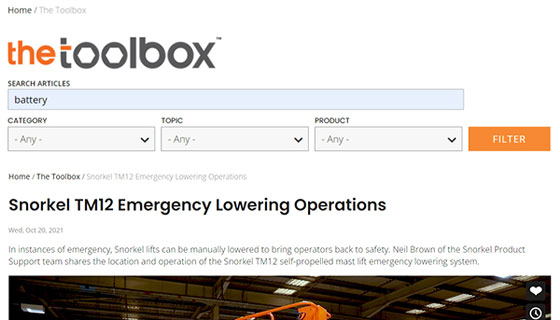 Home / The Toolbox
thetoolbox™
SEARCH ARTICLES
battery
CATEGORY TOPIC PRODUCT
- Any - - Any - - Any - FILTER
Home / The Toolbox / Snorkel TM12 Emergency Lowering Operations
Snorkel TM12 Emergency Lowering Operations
Wed, Oct 20, 2021
In instances of emergency, Snorkel lifts can be manually lowered to bring operators back to safety. Neil Brown of the Snorkel Product
Support team shares the location and operation of the Snorkel TM12 self-propelled mast lift emergency lowering system.